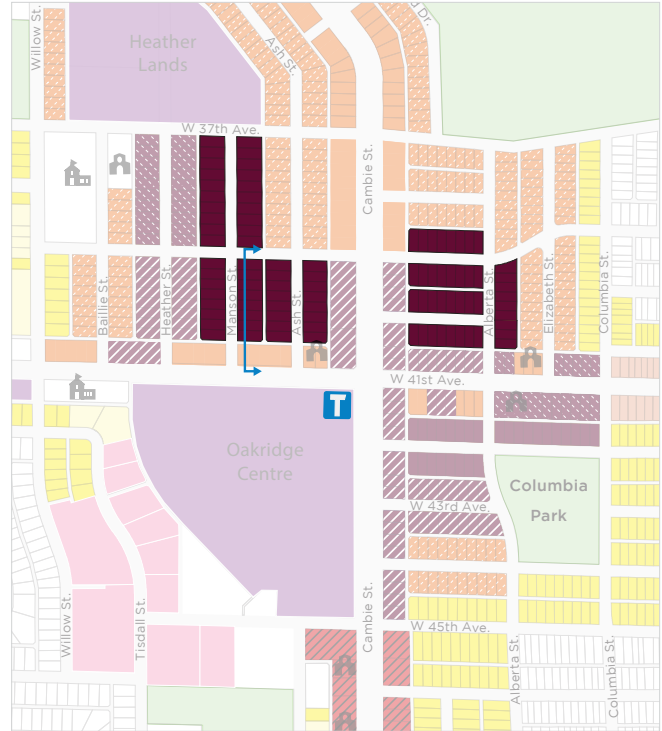 Willow St.
Heather
Lands
Ash St.
Dr.
W 37th Ave.
Cambie St.
Baillie St.
Heather St.
Manson St.
Ash St.
Alberta St.
Elizabeth St.
Columbia St.
W 41st Ave.
T
Oakridge
Centre
Columbia
Park
W 43rd Ave.
Willow St.
Tisdall St.
Cambie St.
W 45th Ave.
Alberta St.
Columbia St.